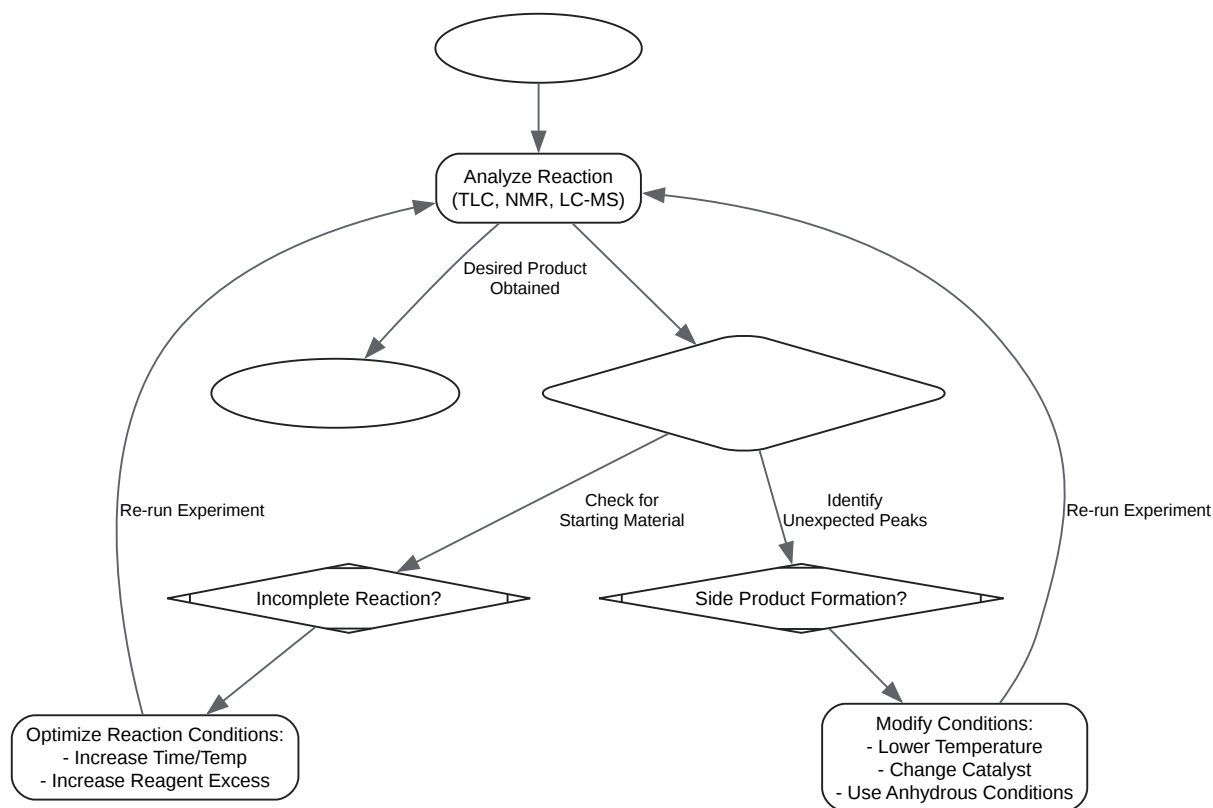 Analyze Reaction
(TLC, NMR, LC-MS)
Desired Product
Obtained
Check for
Starting Material
Identify
Unexpected Peaks
Re-run Experiment
Re-run Experiment
Incomplete Reaction?
Side Product Formation?
Optimize Reaction Conditions:
- Increase Time/Temp
- Increase Reagent Excess
Modify Conditions:
- Lower Temperature
- Change Catalyst
- Use Anhydrous Conditions